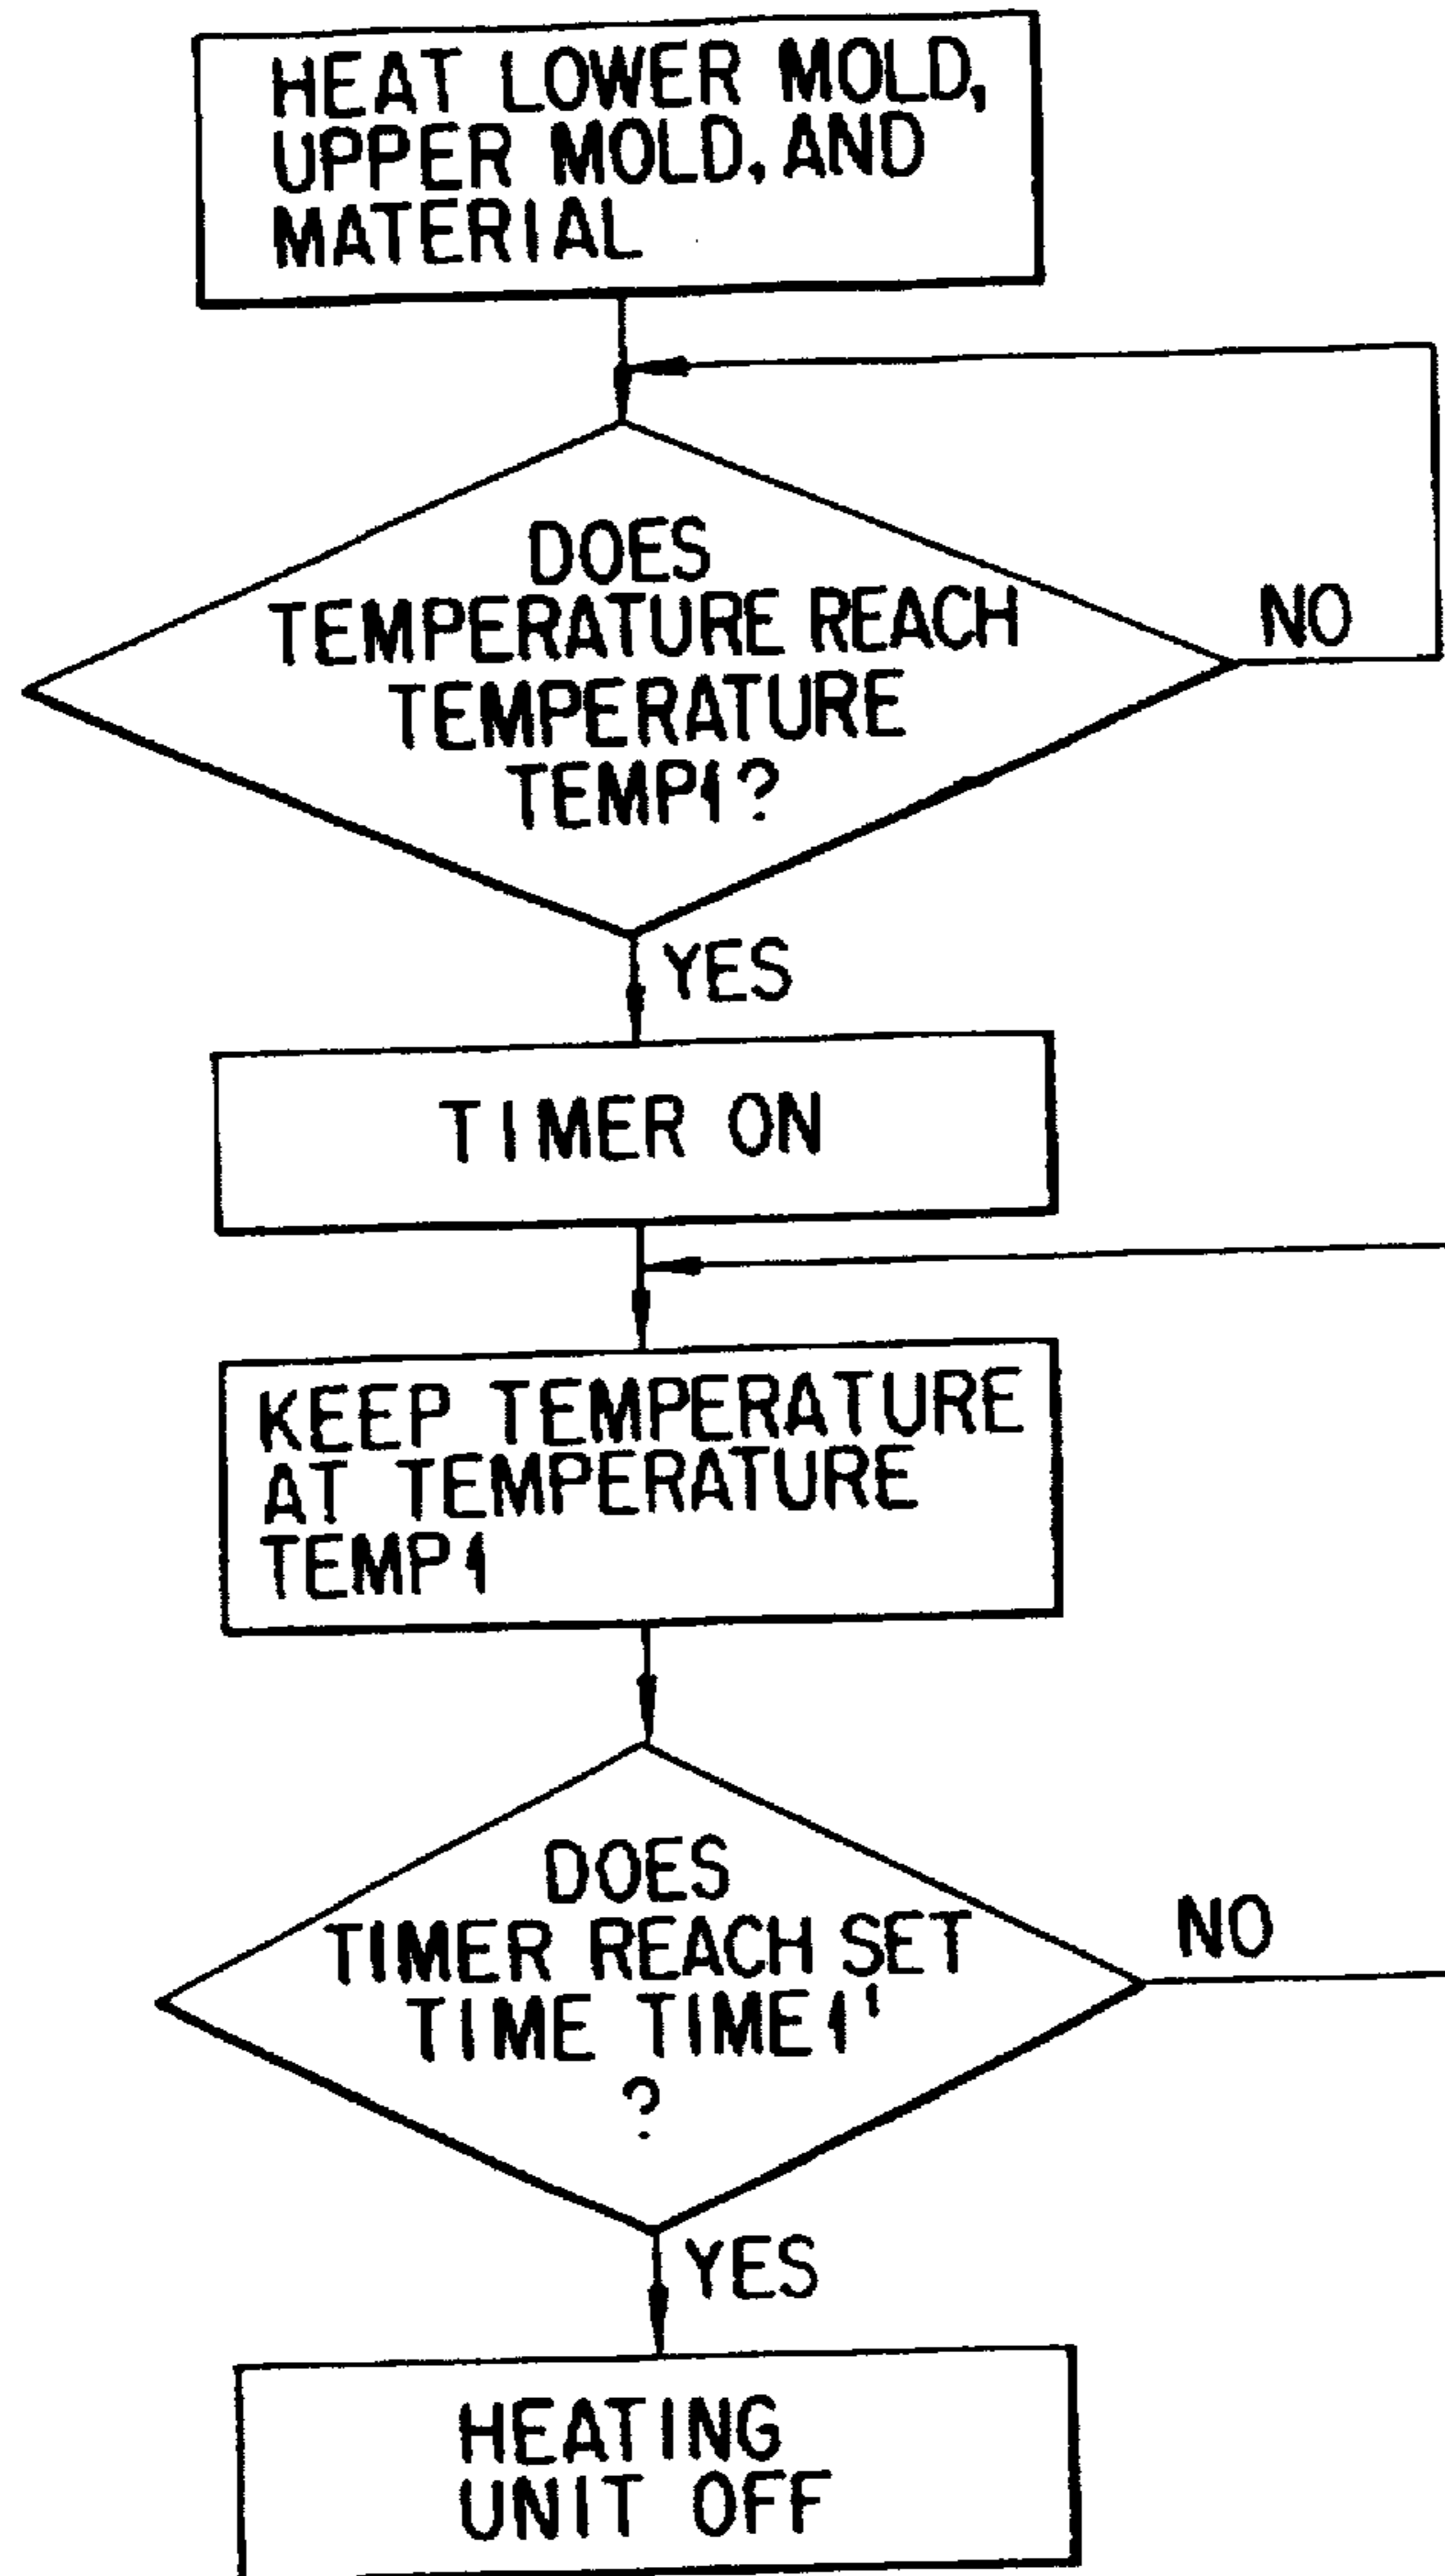 HEAT LOWER MOLD,
UPPER MOLD, AND
MATERIAL
DOES
TEMPERATURE REACH
TEMPERATURE
TEMP1?
NO
YES
TIMER ON
KEEP TEMPERATURE
AT TEMPERATURE
TEMP1
DOES
TIMER REACH SET
TIME TIME1'
?
NO
YES
HEATING
UNIT OFF